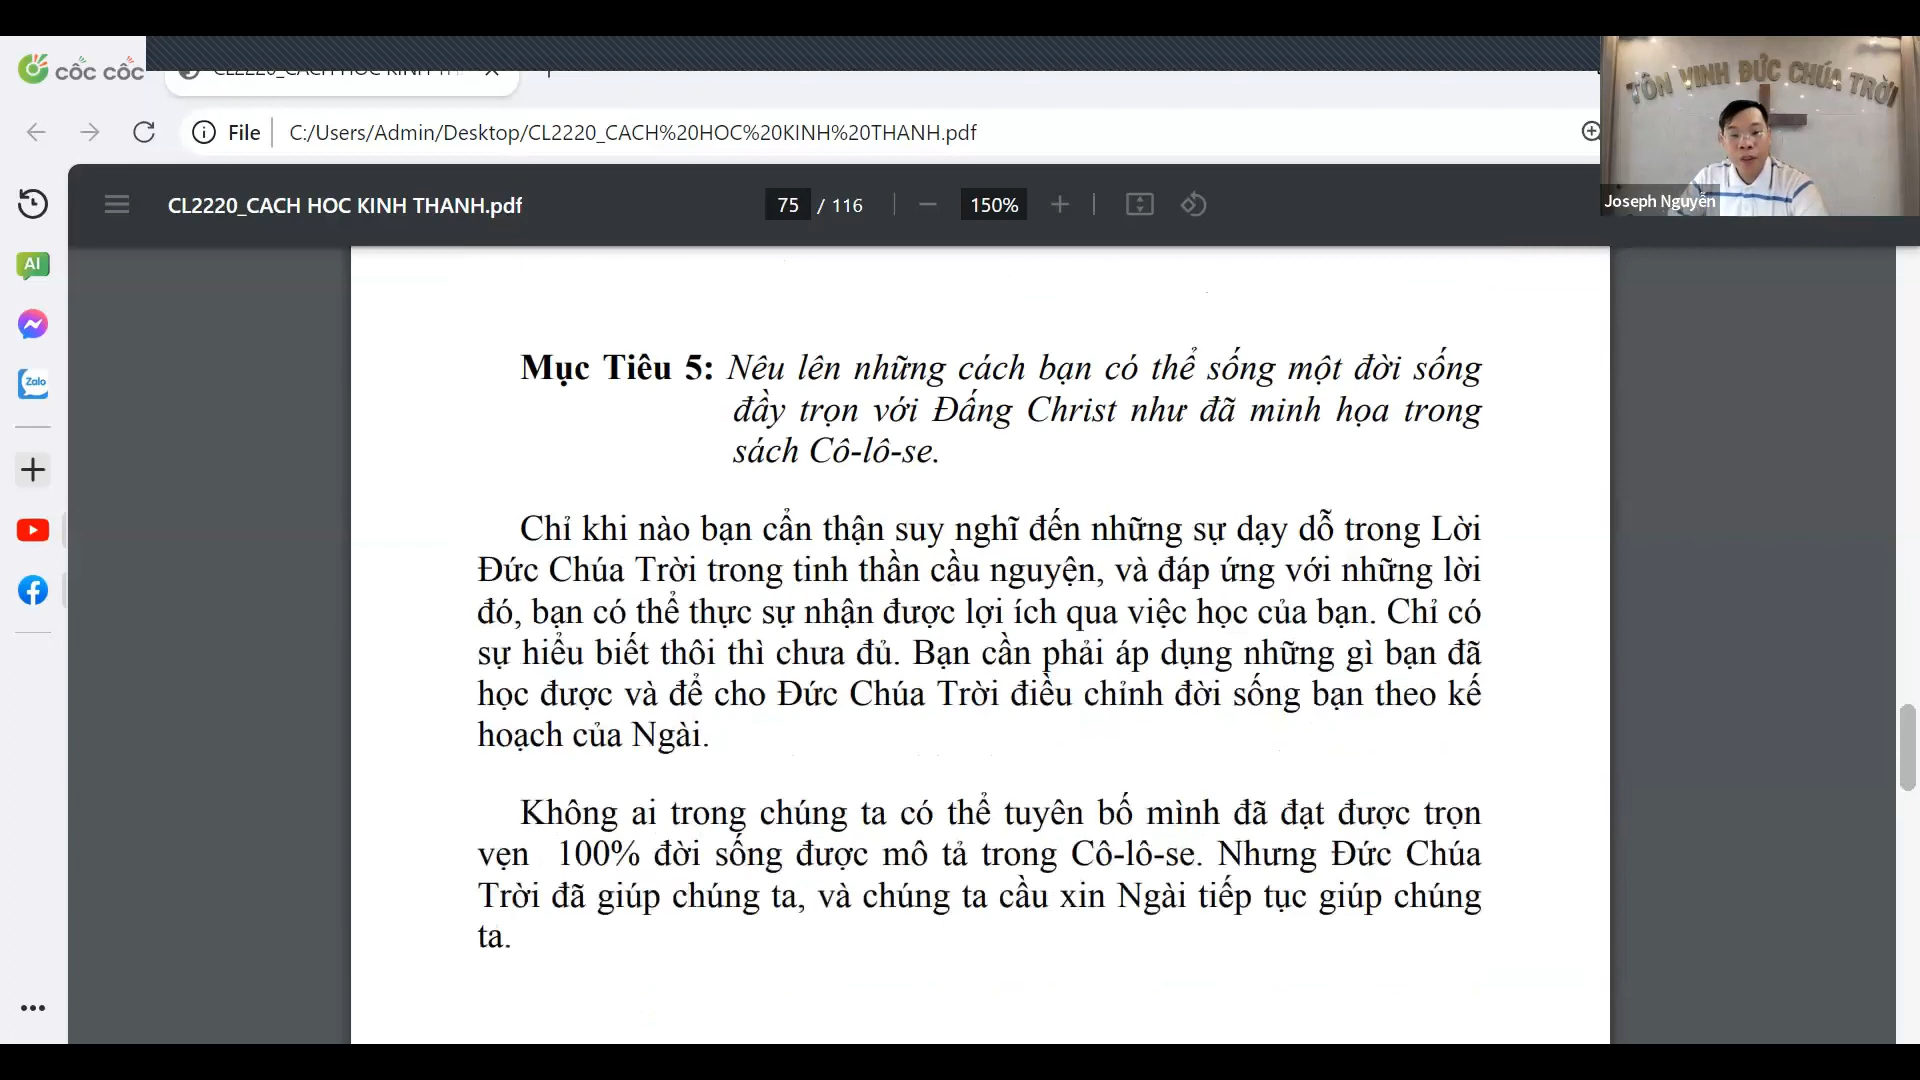 cốc cốc
TÔN VINH ĐỨC CHÚA TRỜI
File
C:/Users/Admin/Desktop/CL2220_CACH%20HOC%20KINH%20THANH.pdf
CL2220_CACH HOC KINH THANH.pdf
75 / 116
150%
Joseph Nguyễn
AI
Zalo
Mục Tiêu 5: Nêu lên những cách bạn có thể sống một đời sống
đầy trọn với Đấng Christ như đã minh họa trong
sách Cô-lô-se.
Chỉ khi nào bạn cẩn thận suy nghĩ đến những sự dạy dỗ trong Lời
Đức Chúa Trời trong tinh thần cầu nguyện, và đáp ứng với những lời
đó, bạn có thể thực sự nhận được lợi ích qua việc học của bạn. Chỉ có
sự hiểu biết thôi thì chưa đủ. Bạn cần phải áp dụng những gì bạn đã
học được và để cho Đức Chúa Trời điều chỉnh đời sống bạn theo kế
hoạch của Ngài.
Không ai trong chúng ta có thể tuyên bố mình đã đạt được trọn
vẹn 100% đời sống được mô tả trong Cô-lô-se. Nhưng Đức Chúa
Trời đã giúp chúng ta, và chúng ta cầu xin Ngài tiếp tục giúp chúng
ta.